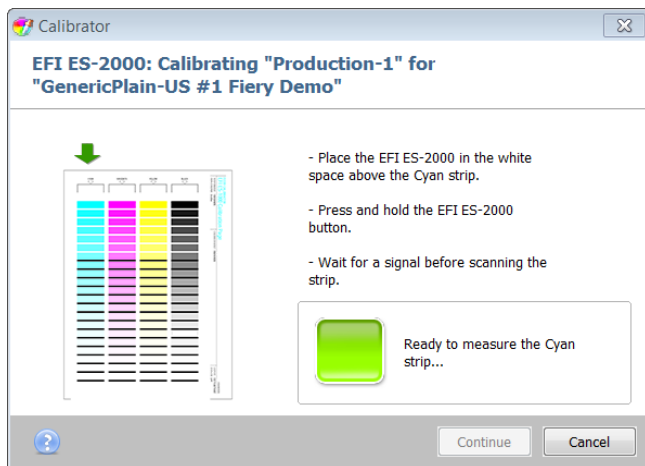 Calibrator
EFI ES-2000: Calibrating "Production-1" for
"GenericPlain-US #1 Fiery Demo"
- Place the EFI ES-2000 in the white
space above the Cyan strip.
- Press and hold the EFI ES-2000
button.
- Wait for a signal before scanning the
strip.
Ready to measure the Cyan
strip...
?
Continue
Cancel